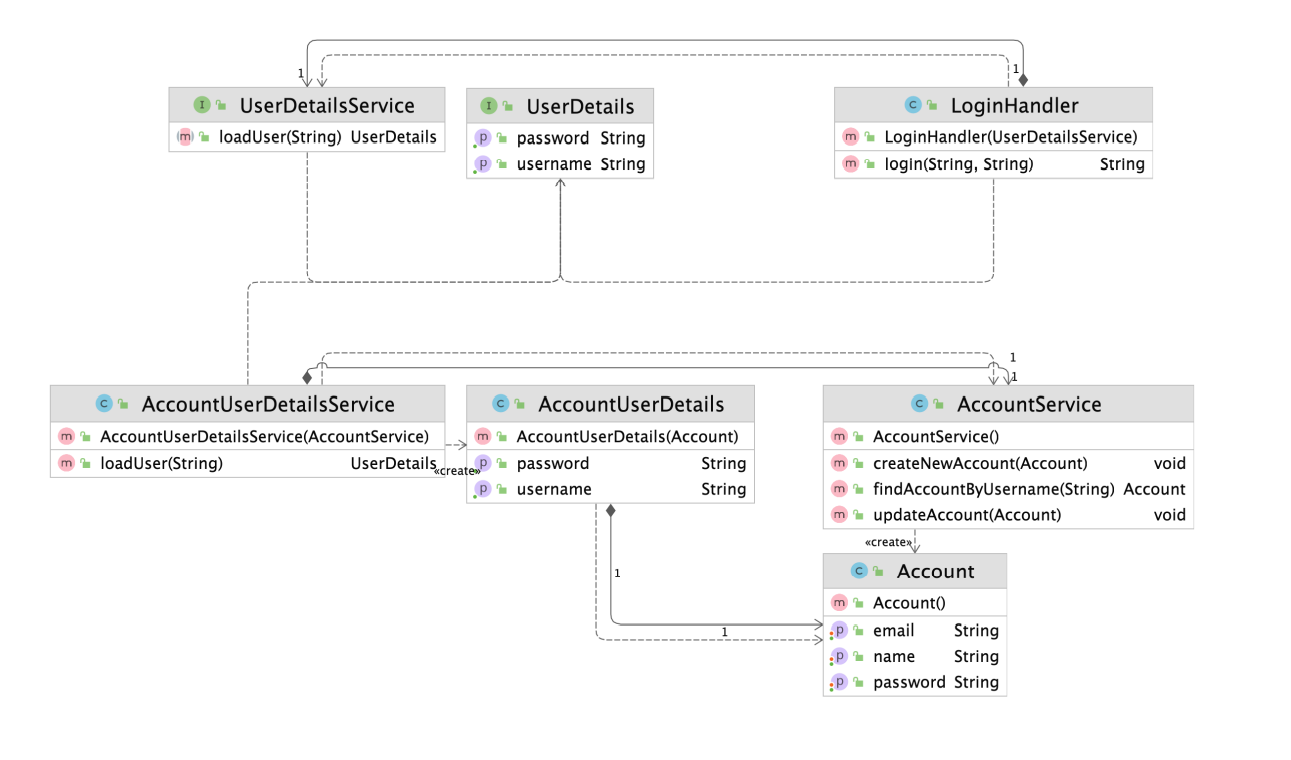 1
1
I UserDetailsService
m loadUser(String) UserDetails
I UserDetails
p password String
p username String
C LoginHandler
m LoginHandler(UserDetailsService)
m login(String, String) String
1
1
C AccountUserDetailsService
m AccountUserDetailsService(AccountService)
m loadUser(String) UserDetails
«create»
C AccountUserDetails
m AccountUserDetails(Account)
p password String
p username String
C AccountService
m AccountService()
m createNewAccount(Account) void
m findAccountByUsername(String) Account
m updateAccount(Account) void
«create»
1
1
C Account
m Account()
p email String
p name String
p password String